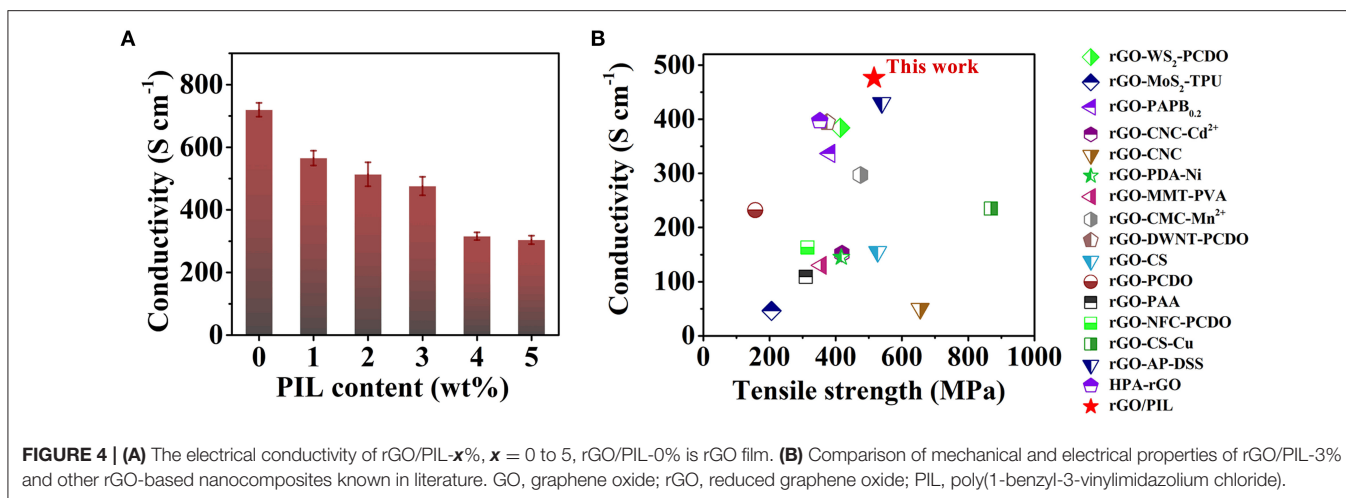 A
Conductivity (S cm⁻¹)
800
600
400
200
0
0 1 2 3 4 5
PIL content (wt%)
B
Conductivity (S cm⁻¹)
500
400
300
200
100
0
This work
0 200 400 600 800 1000
Tensile strength (MPa)
rGO-WS₂-PCDO
rGO-MoS₂-TPU
rGO-PAPB₀.₂
rGO-CNC-Cd²⁺
rGO-CNC
rGO-PDA-Ni
rGO-MMT-PVA
rGO-CMC-Mn²⁺
rGO-DWNT-PCDO
rGO-CS
rGO-PCDO
rGO-PAA
rGO-NFC-PCDO
rGO-CS-Cu
rGO-AP-DSS
HPA-rGO
rGO/PIL
FIGURE 4 | (A) The electrical conductivity of rGO/PIL-x%, x = 0 to 5, rGO/PIL-0% is rGO film. (B) Comparison of mechanical and electrical properties of rGO/PIL-3%
and other rGO-based nanocomposites known in literature. GO, graphene oxide; rGO, reduced graphene oxide; PIL, poly(1-benzyl-3-vinylimidazolium chloride).